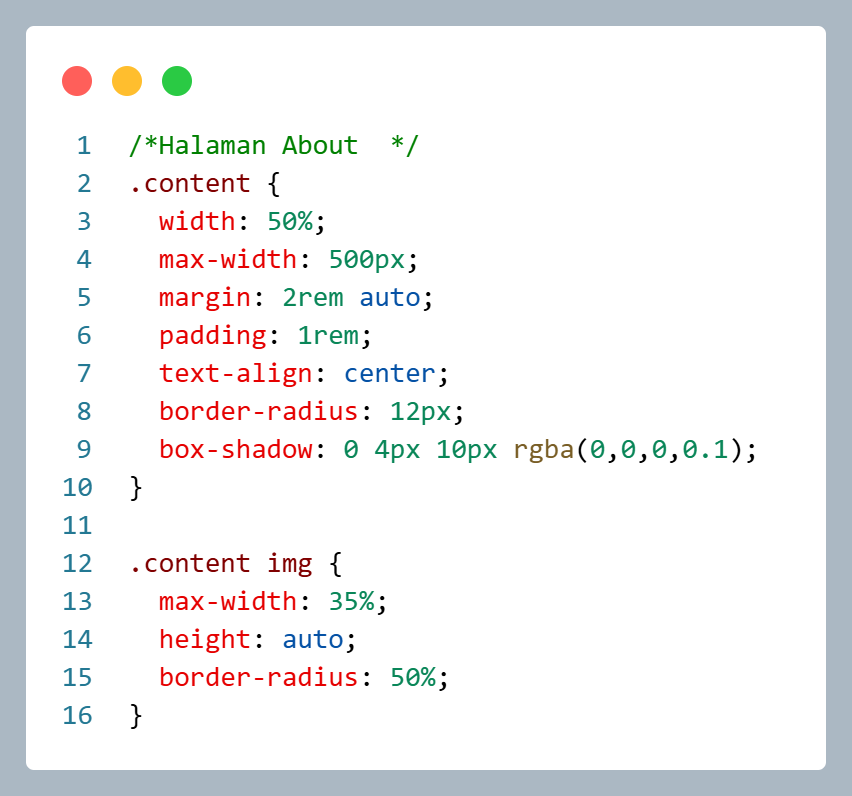 1 /*Halaman About  */
2 .content {
3   width: 50%;
4   max-width: 500px;
5   margin: 2rem auto;
6   padding: 1rem;
7   text-align: center;
8   border-radius: 12px;
9   box-shadow: 0 4px 10px rgba(0,0,0,0.1);
10 }
11
12 .content img {
13   max-width: 35%;
14   height: auto;
15   border-radius: 50%;
16 }